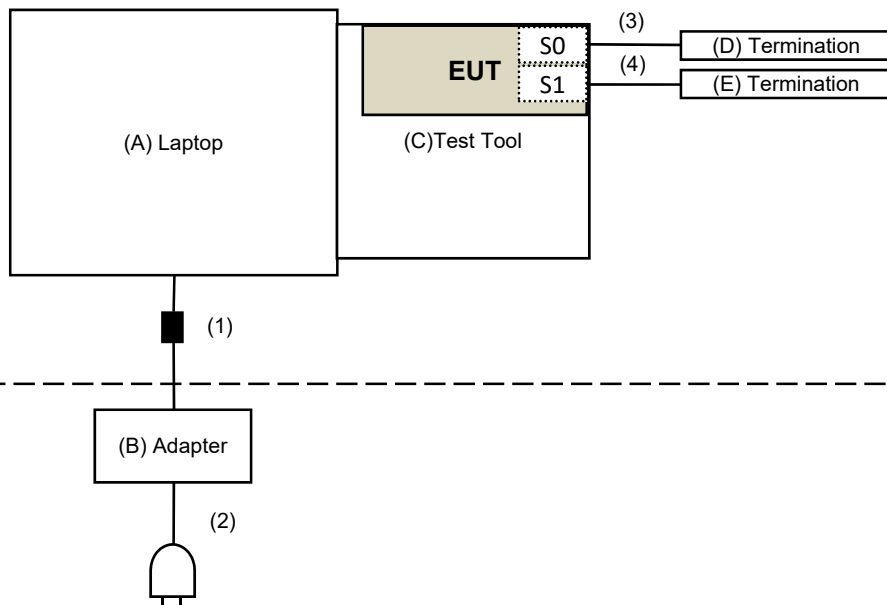 (3)
S0
(D) Termination
EUT
(4)
S1
(E) Termination
(A) Laptop
(C)Test Tool
(1)
(B) Adapter
(2)